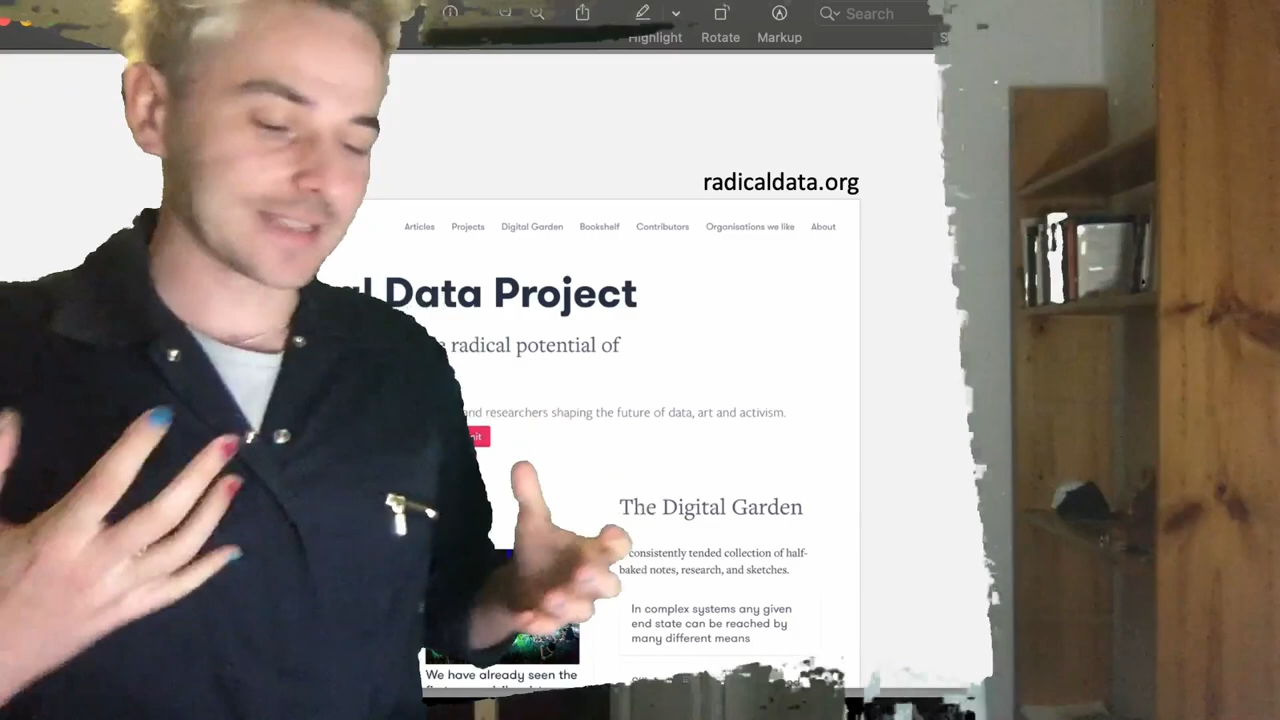 Search
Highlight Rotate Markup
radicaldata.org
Articles Projects Digital Garden Bookshelf Contributors Organisations we like About
Data Project
radical potential of
and researchers shaping the future of data, art and activism.
The Digital Garden
consistently tended collection of half-
baked notes, research, and sketches.
In complex systems any given
end state can be reached by
many different means
We have already seen the